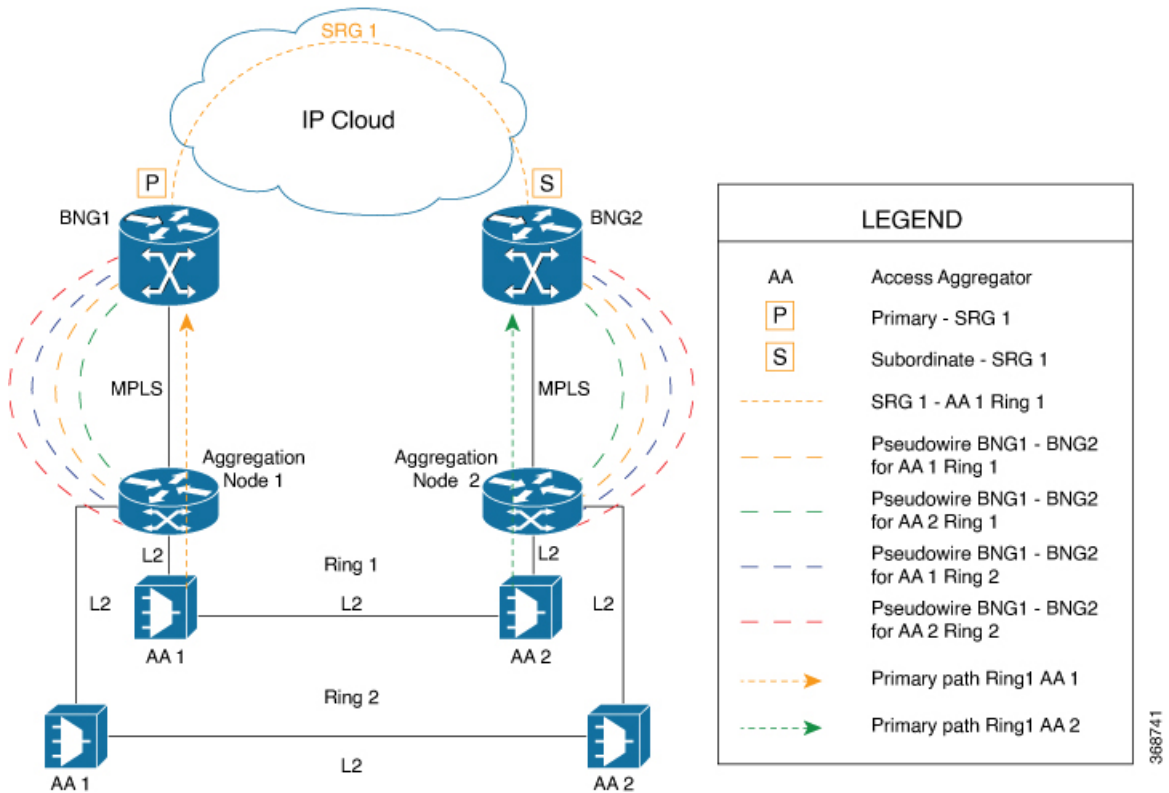 SRG 1
IP Cloud
P
S
BNG1
BNG2
MPLS
MPLS
Aggregation
Node 1
Aggregation
Node 2
L2
L2
Ring 1
L2
L2
L2
AA 1
AA 2
Ring 2
L2
AA 1
AA 2
LEGEND
AA Access Aggregator
P Primary - SRG 1
S Subordinate - SRG 1
SRG 1 - AA 1 Ring 1
Pseudowire BNG1 - BNG2
for AA 1 Ring 1
Pseudowire BNG1 - BNG2
for AA 2 Ring 1
Pseudowire BNG1 - BNG2
for AA 1 Ring 2
Pseudowire BNG1 - BNG2
for AA 2 Ring 2
Primary path Ring1 AA 1
Primary path Ring1 AA 2
368741